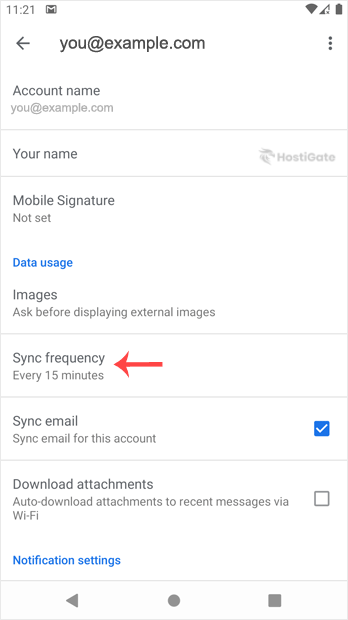 11:21
you@example.com
Account name
you@example.com
Your name
HostiGate
Mobile Signature
Not set
Data usage
Images
Ask before displaying external images
Sync frequency
Every 15 minutes
Sync email
Sync email for this account
Download attachments
Auto-download attachments to recent messages via
Wi-Fi
Notification settings